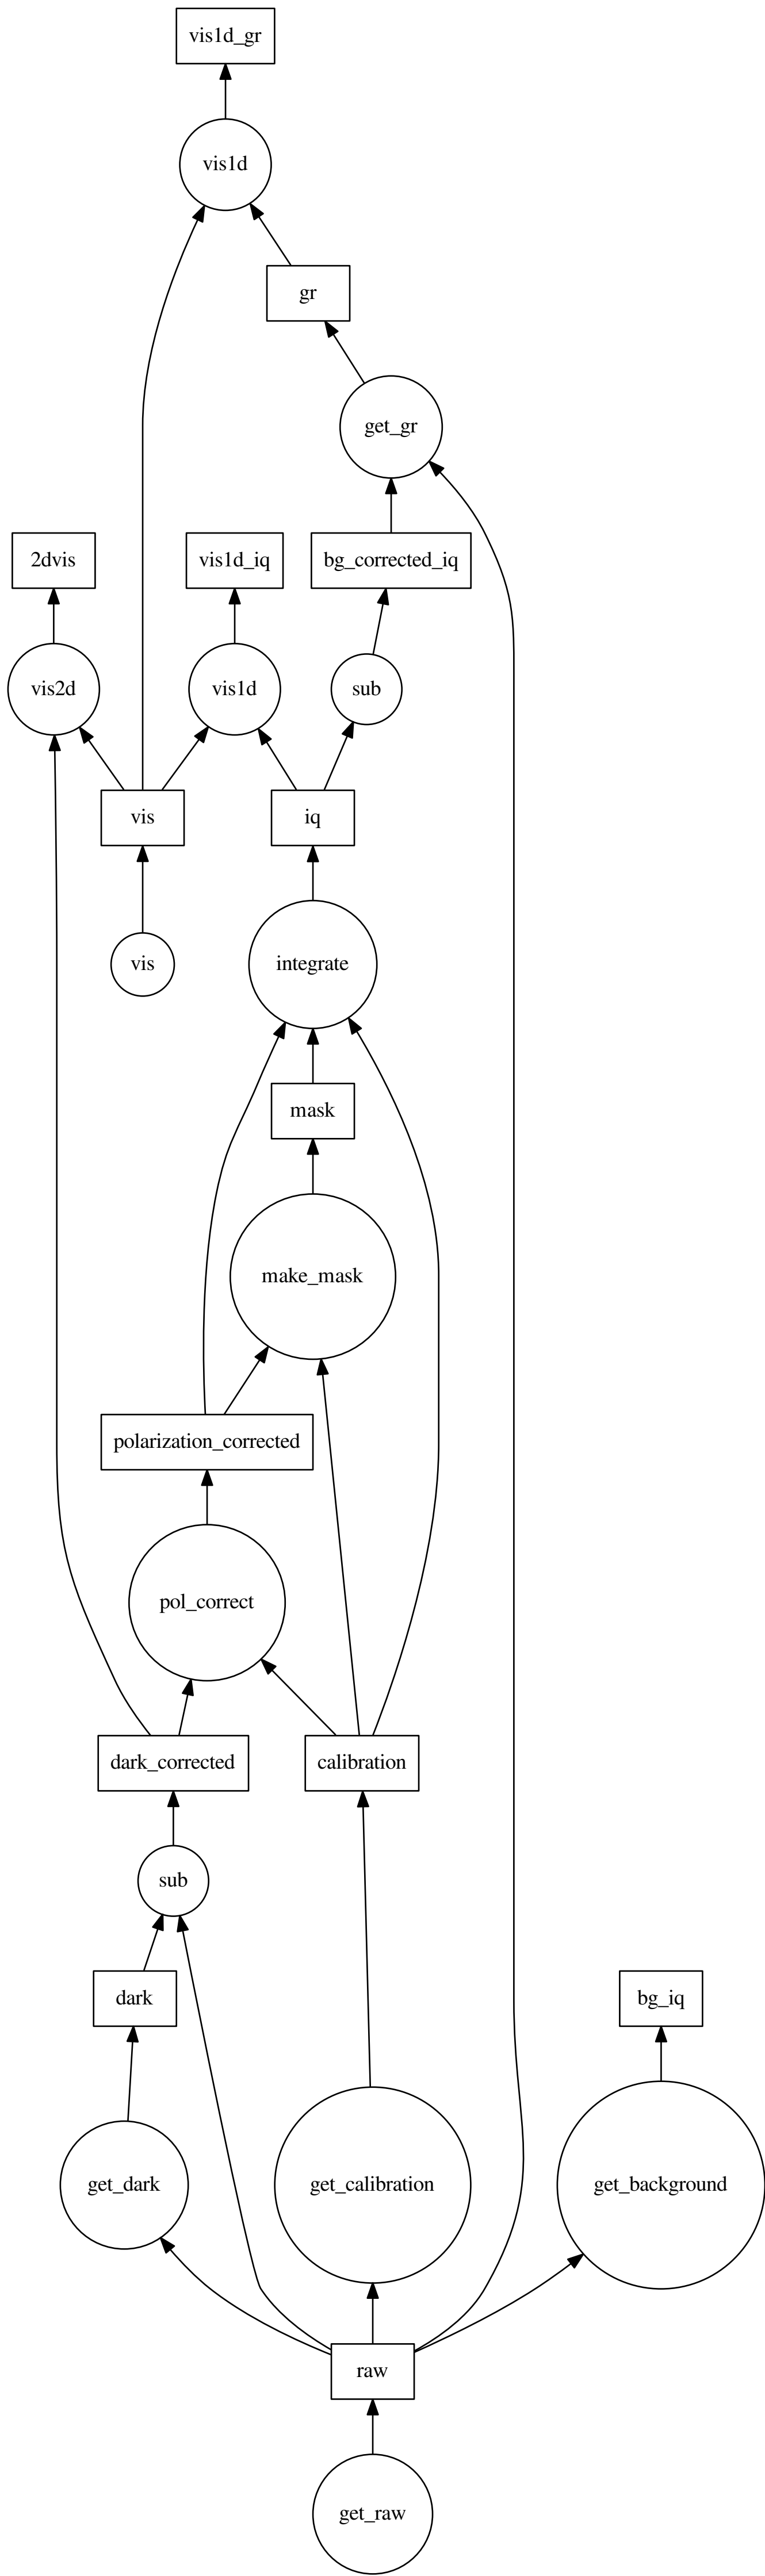 vis1d_gr
vis1d
gr
get_gr
2dvis
vis1d_iq
bg_corrected_iq
vis2d
vis1d
sub
vis
iq
vis
integrate
mask
make_mask
polarization_corrected
pol_correct
dark_corrected
calibration
sub
dark
bg_iq
get_dark
get_calibration
get_background
raw
get_raw